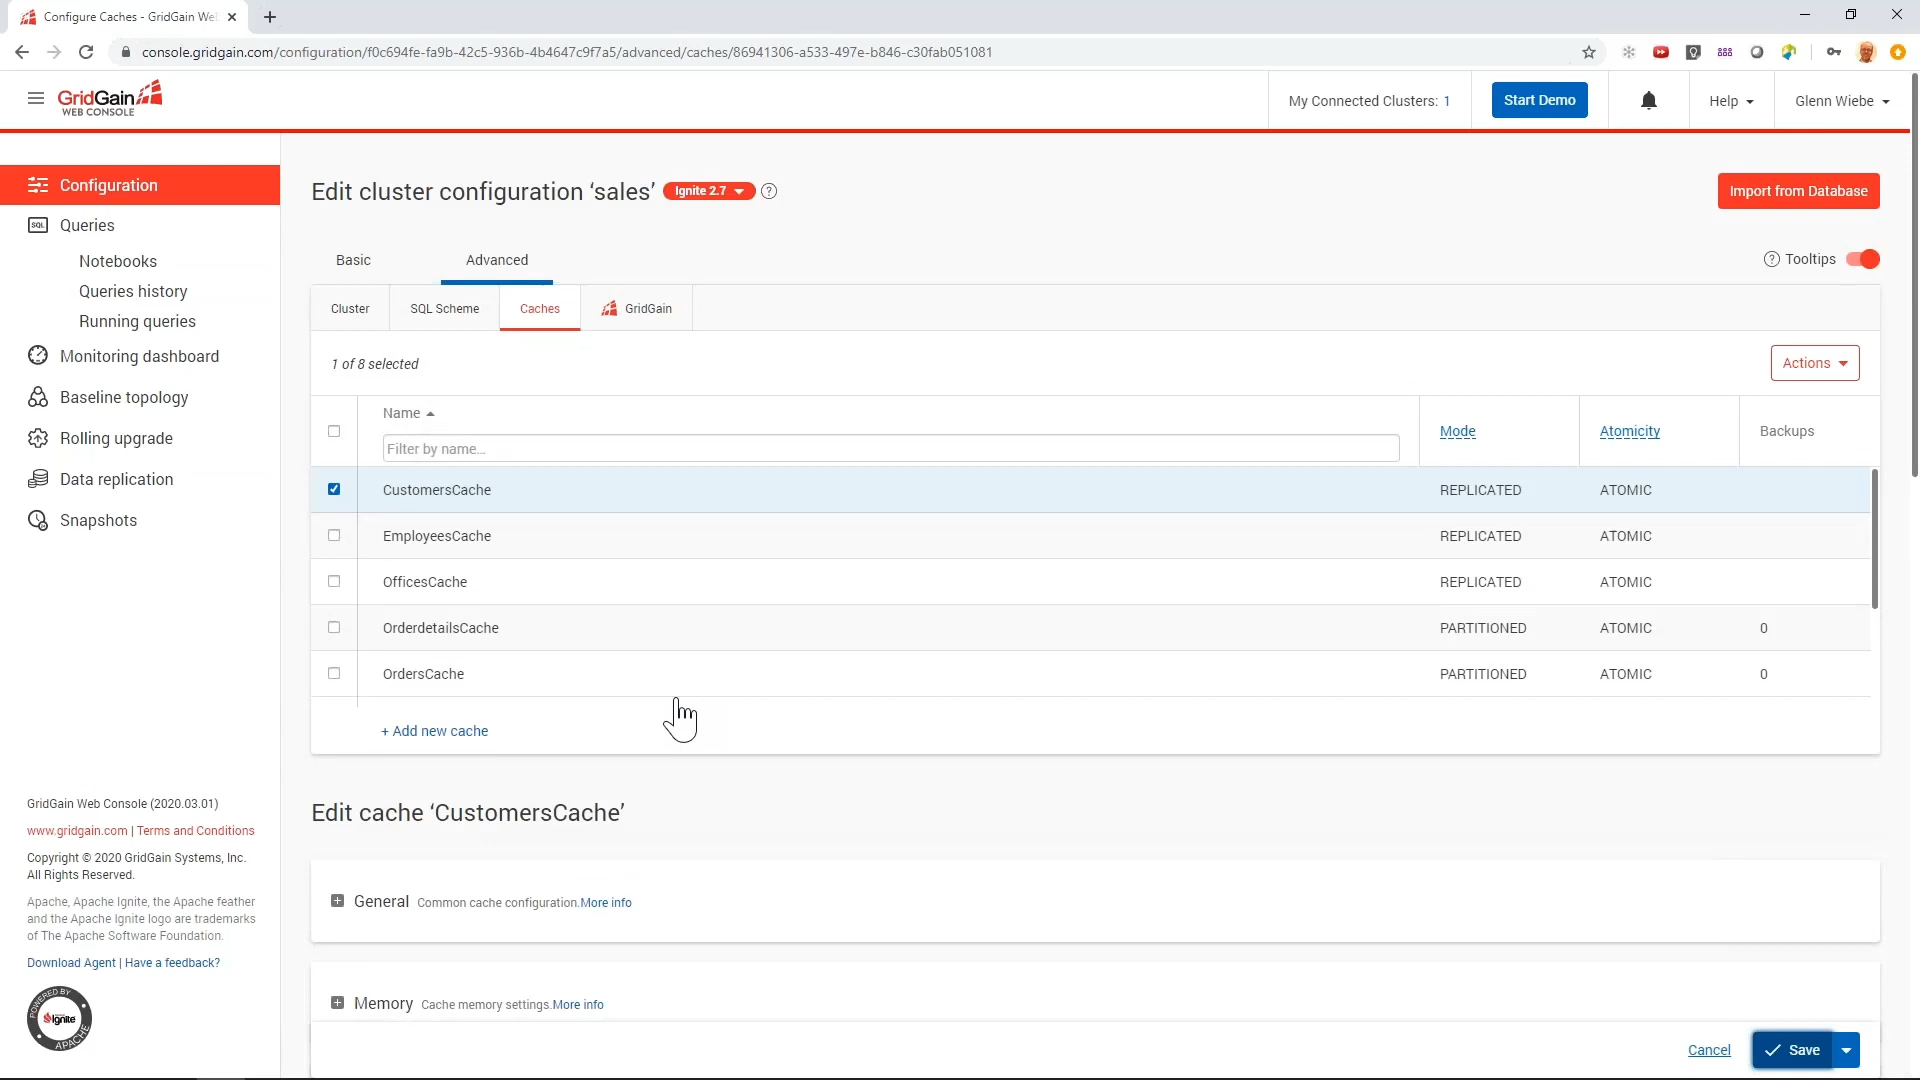 Configure Caches - GridGain We
console.gridgain.com/configuration/f0c694fe-fa9b-42c5-936b-4b4647c9f7a5/advanced/caches/86941306-a533-497e-b846-c30fab051081
GridGain
WEB CONSOLE
My Connected Clusters: 1
Start Demo
Help
Glenn Wiebe
Configuration
SQL
Queries
Notebooks
Queries history
Running queries
Monitoring dashboard
Baseline topology
Rolling upgrade
Data replication
Snapshots
Edit cluster configuration ‘sales’
Ignite 2.7
?
Import from Database
Basic
Advanced
? Tooltips
Cluster
SQL Scheme
Caches
GridGain
1 of 8 selected
Actions
Name
Filter by name...
Mode
Atomicity
Backups
CustomersCache REPLICATED ATOMIC
EmployeesCache REPLICATED ATOMIC
OfficesCache REPLICATED ATOMIC
OrderdetailsCache PARTITIONED ATOMIC 0
OrdersCache PARTITIONED ATOMIC 0
+ Add new cache
Edit cache ‘CustomersCache’
General Common cache configuration.More info
Memory Cache memory settings.More info
Cancel
Save
GridGain Web Console (2020.03.01)
www.gridgain.com | Terms and Conditions
Copyright © 2020 GridGain Systems, Inc.
All Rights Reserved.
Apache, Apache Ignite, the Apache feather
and the Apache Ignite logo are trademarks
of The Apache Software Foundation.
Download Agent | Have a feedback?
POWERED BY
Ignite
APACHE